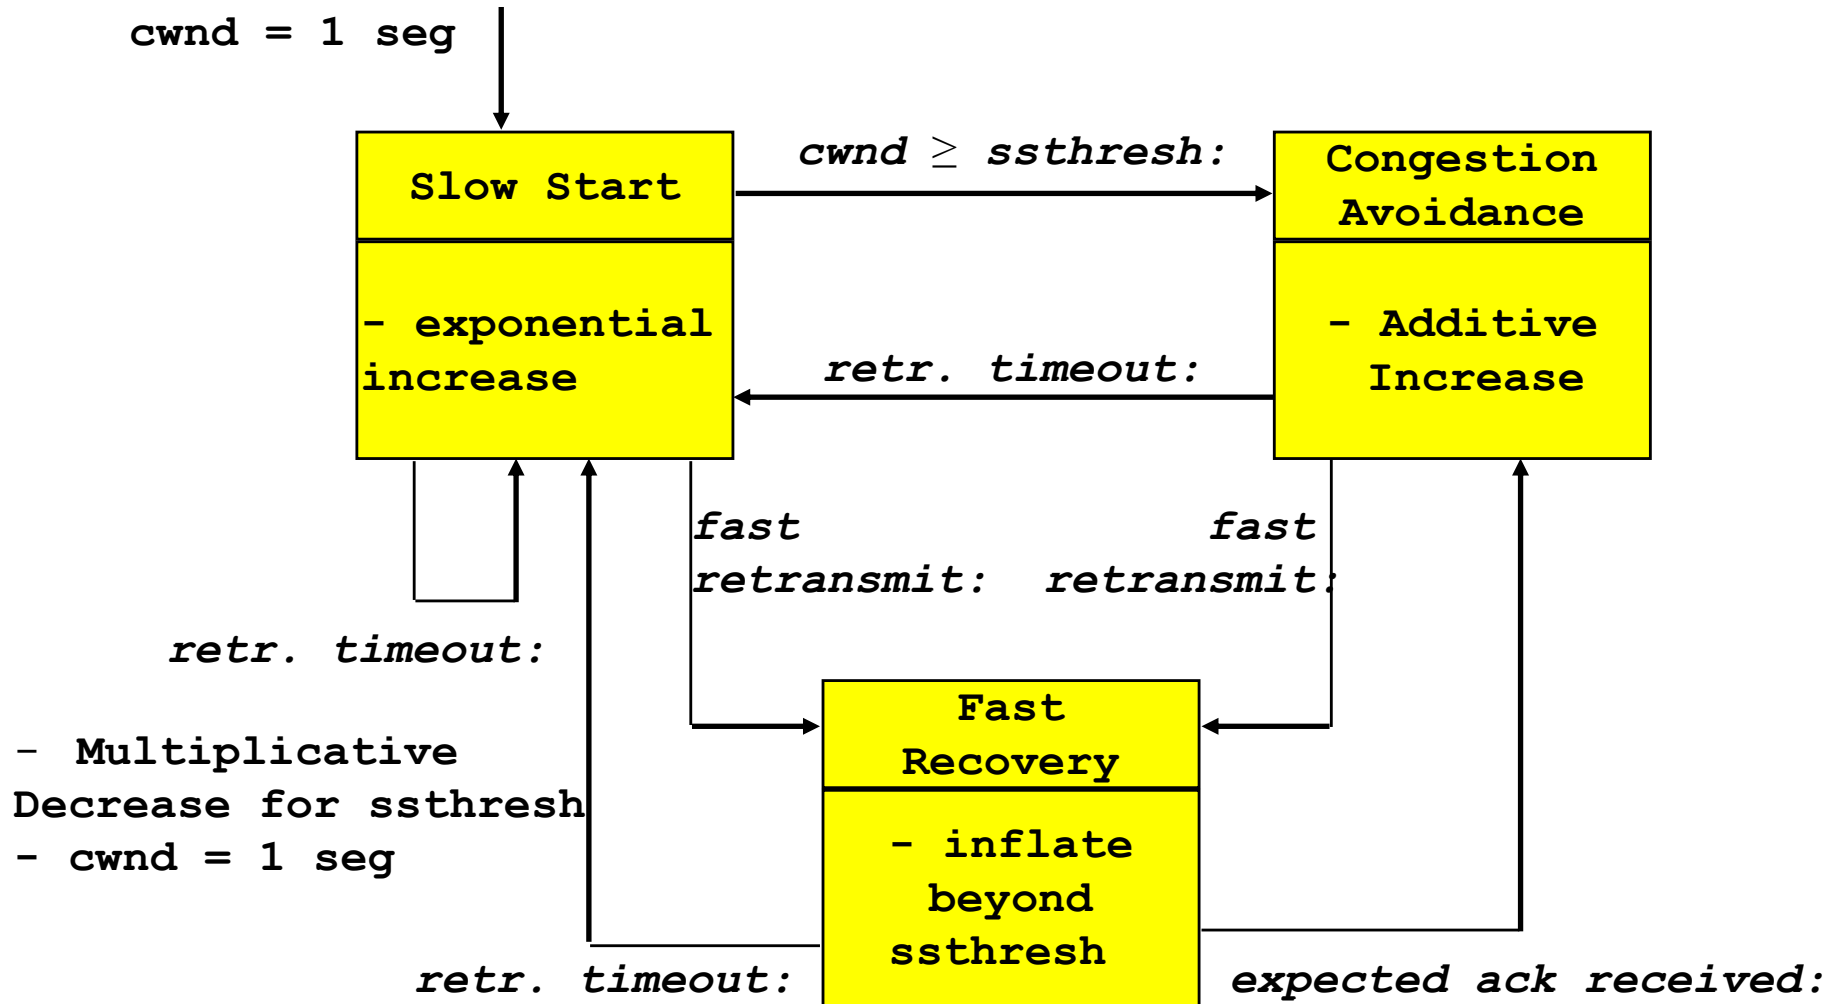 cwnd = 1 seg
Slow Start
- exponential
increase
cwnd ≥ ssthresh:
Congestion
Avoidance
- Additive
Increase
retr. timeout:
fast
retransmit:
fast
retransmit:
retr. timeout:
- Multiplicative
Decrease for ssthresh
- cwnd = 1 seg
Fast
Recovery
- inflate
beyond
ssthresh
retr. timeout:
expected ack received: